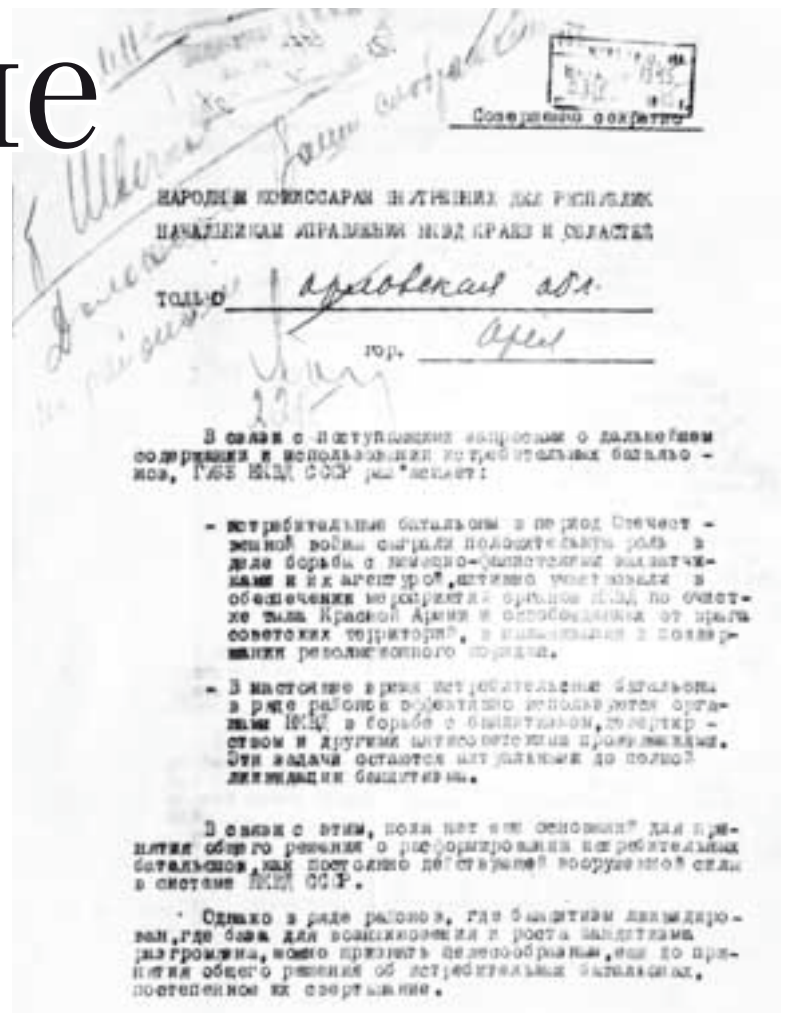 ие
Совершенно секретно
НАРОДНЫМ КОМИССАРАМ ВНУТРЕННИХ ДЕЛ РЕСПУБЛИК
НАЧАЛЬНИКАМ УПРАВЛЕНИЯ НКВД КРАЕВ И ОБЛАСТЕЙ
ТОЛЬКО Орловская обл.
гор. Орел
В связи с поступающими запросами о дальнейшем
содержании и использовании истребительных батальо -
нов, ГУББ НКВД СССР раз"ясняет:
- истребительные батальоны в период Отечест -
венной войны сыграли положительную роль в
деле борьбы с немецко-фашистскими захватчи-
ками и их агентурой, активно участвовали в
обеспечении мероприятий органов НКВД по очист-
ке тыла Красной Армии и освобожденных от врага
советских территорий, в и поддер-
жании революционного порядка.
- В настоящее время истребительные батальоны
в ряде районов эффективно используются орга-
нами НКВД в борьбе с бандитизмом, дезертир -
ством и другими антисоветскими проявлениями.
Эти задачи остаются актуальными до полной
ликвидации бандитизма.
В связи с этим, пока нет еще оснований для при-
нятия общего решения о расформировании истребительных
батальонов, как постоянно действующей вооруженной силы
в системе НКВД СССР.
Однако в ряде районов, где бандитизм ликвидиро-
ван, где база для возникновения и роста бандитизма
разгромлена, можно признать целесообразным, еще до при-
нятия общего решения об истребительных батальонах,
постепенное их свертывание.